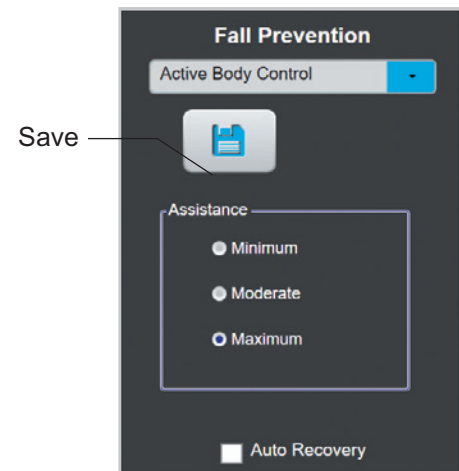 Fall Prevention
Active Body Control
Save
Assistance
Minimum
Moderate
Maximum
Auto Recovery